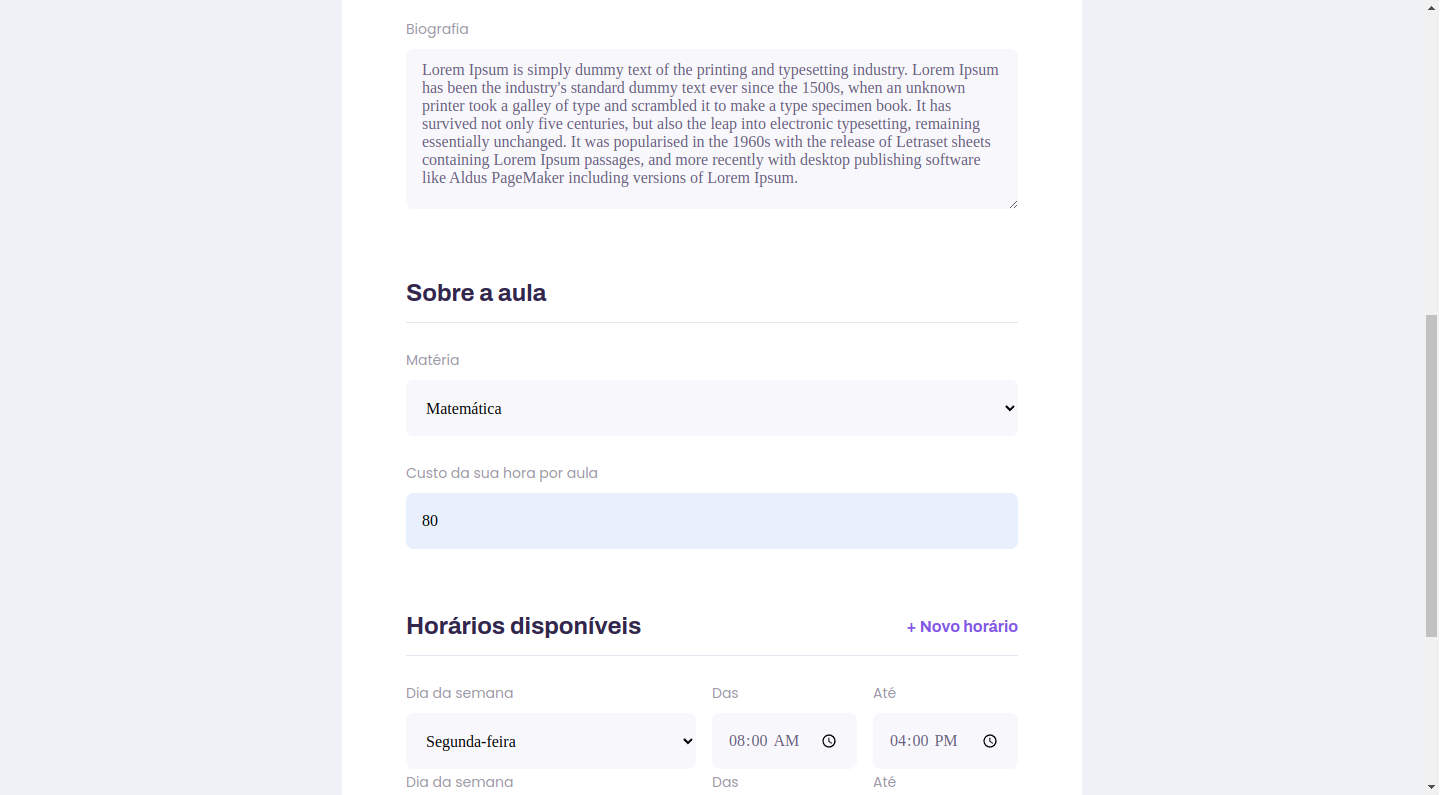 Biografia
Lorem Ipsum is simply dummy text of the printing and typesetting industry. Lorem Ipsum
has been the industry's standard dummy text ever since the 1500s, when an unknown
printer took a galley of type and scrambled it to make a type specimen book. It has
survived not only five centuries, but also the leap into electronic typesetting, remaining
essentially unchanged. It was popularised in the 1960s with the release of Letraset sheets
containing Lorem Ipsum passages, and more recently with desktop publishing software
like Aldus PageMaker including versions of Lorem Ipsum.
Sobre a aula
Matéria
Matemática
Custo da sua hora por aula
80
Horários disponíveis + Novo horário
Dia da semana Das Até
Segunda-feira 08:00 AM 04:00 PM
Dia da semana Das Até